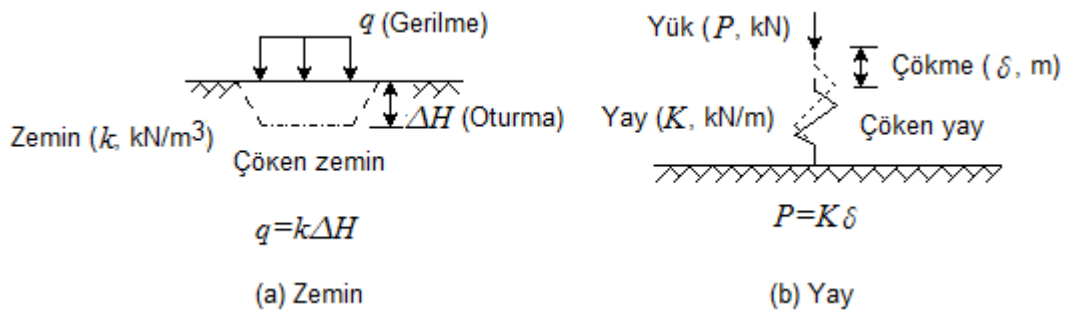 q (Gerilme)
Zemin (k, kN/m³)
ΔH (Oturma)
Çöken zemin
q=kΔH
(a) Zemin
Yük (P, kN)
Çökme (δ, m)
Yay (K, kN/m)
Çöken yay
P=Kδ
(b) Yay